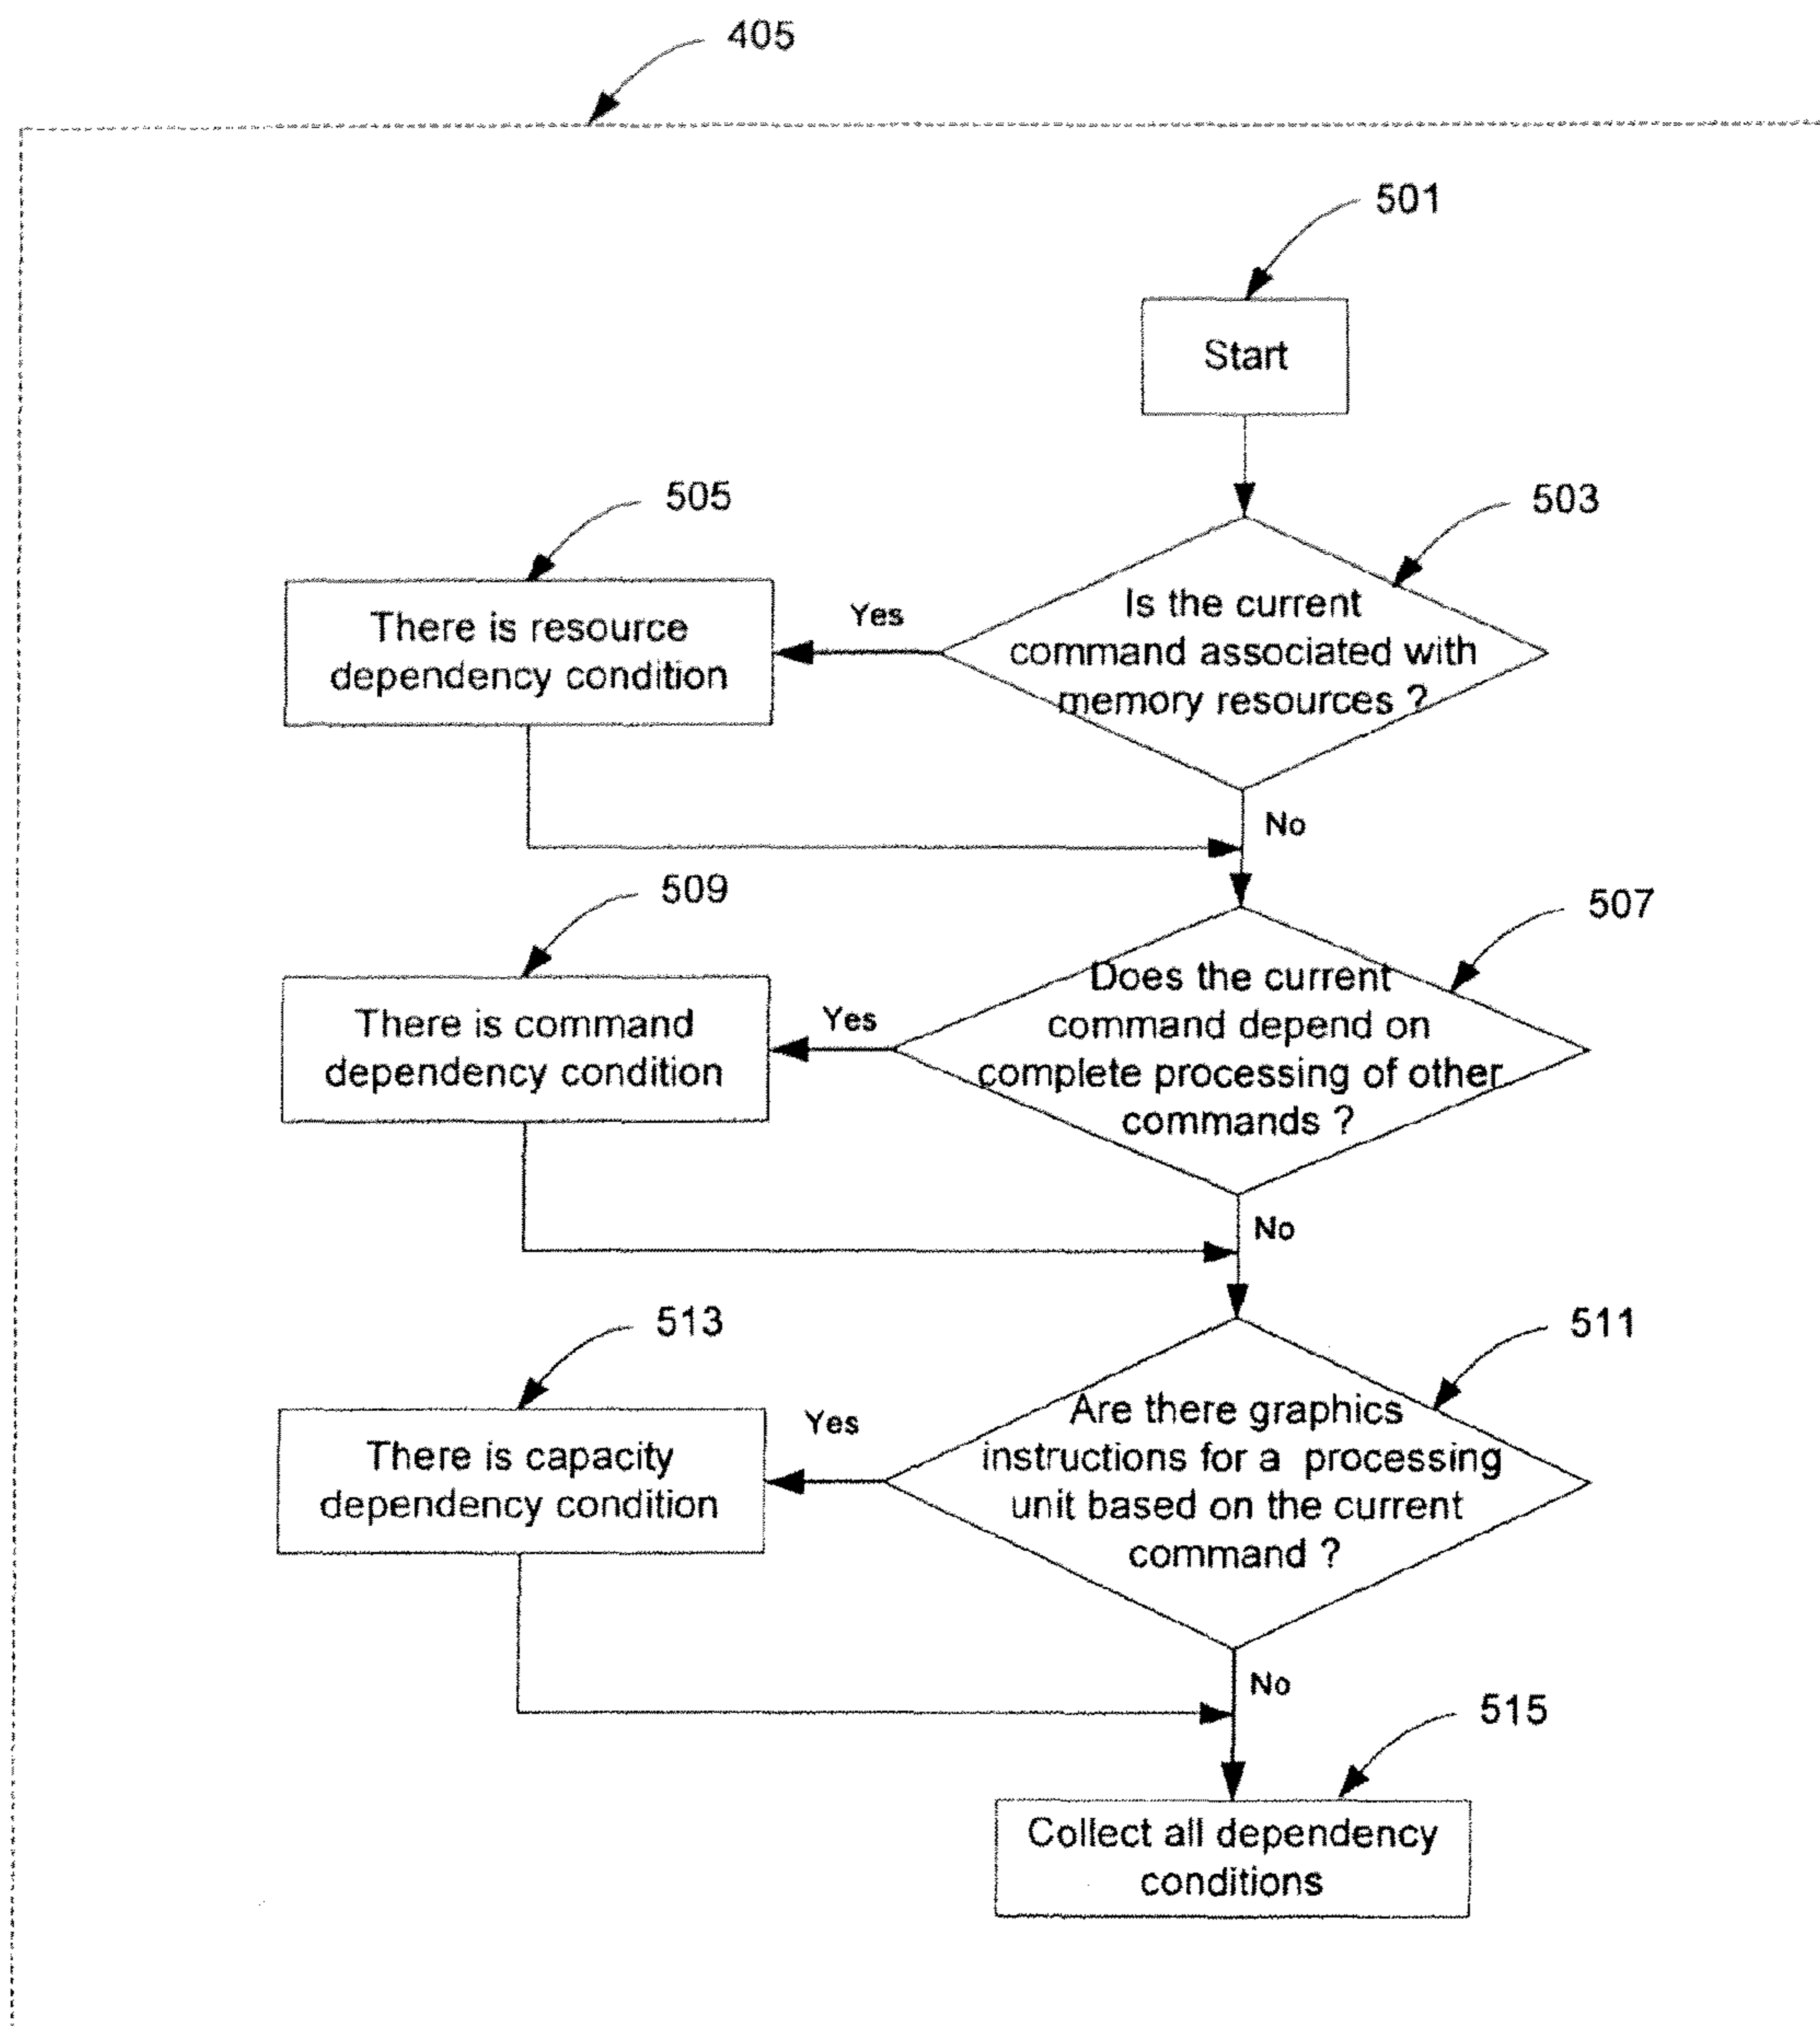 405
501
Start
505
503
There is resource
dependency condition
Yes
Is the current
command associated with
memory resources ?
No
509
507
There is command
dependency condition
Yes
Does the current
command depend on
complete processing of other
commands ?
No
513
511
There is capacity
dependency condition
Yes
Are there graphics
instructions for a processing
unit based on the current
command ?
No
515
Collect all dependency
conditions